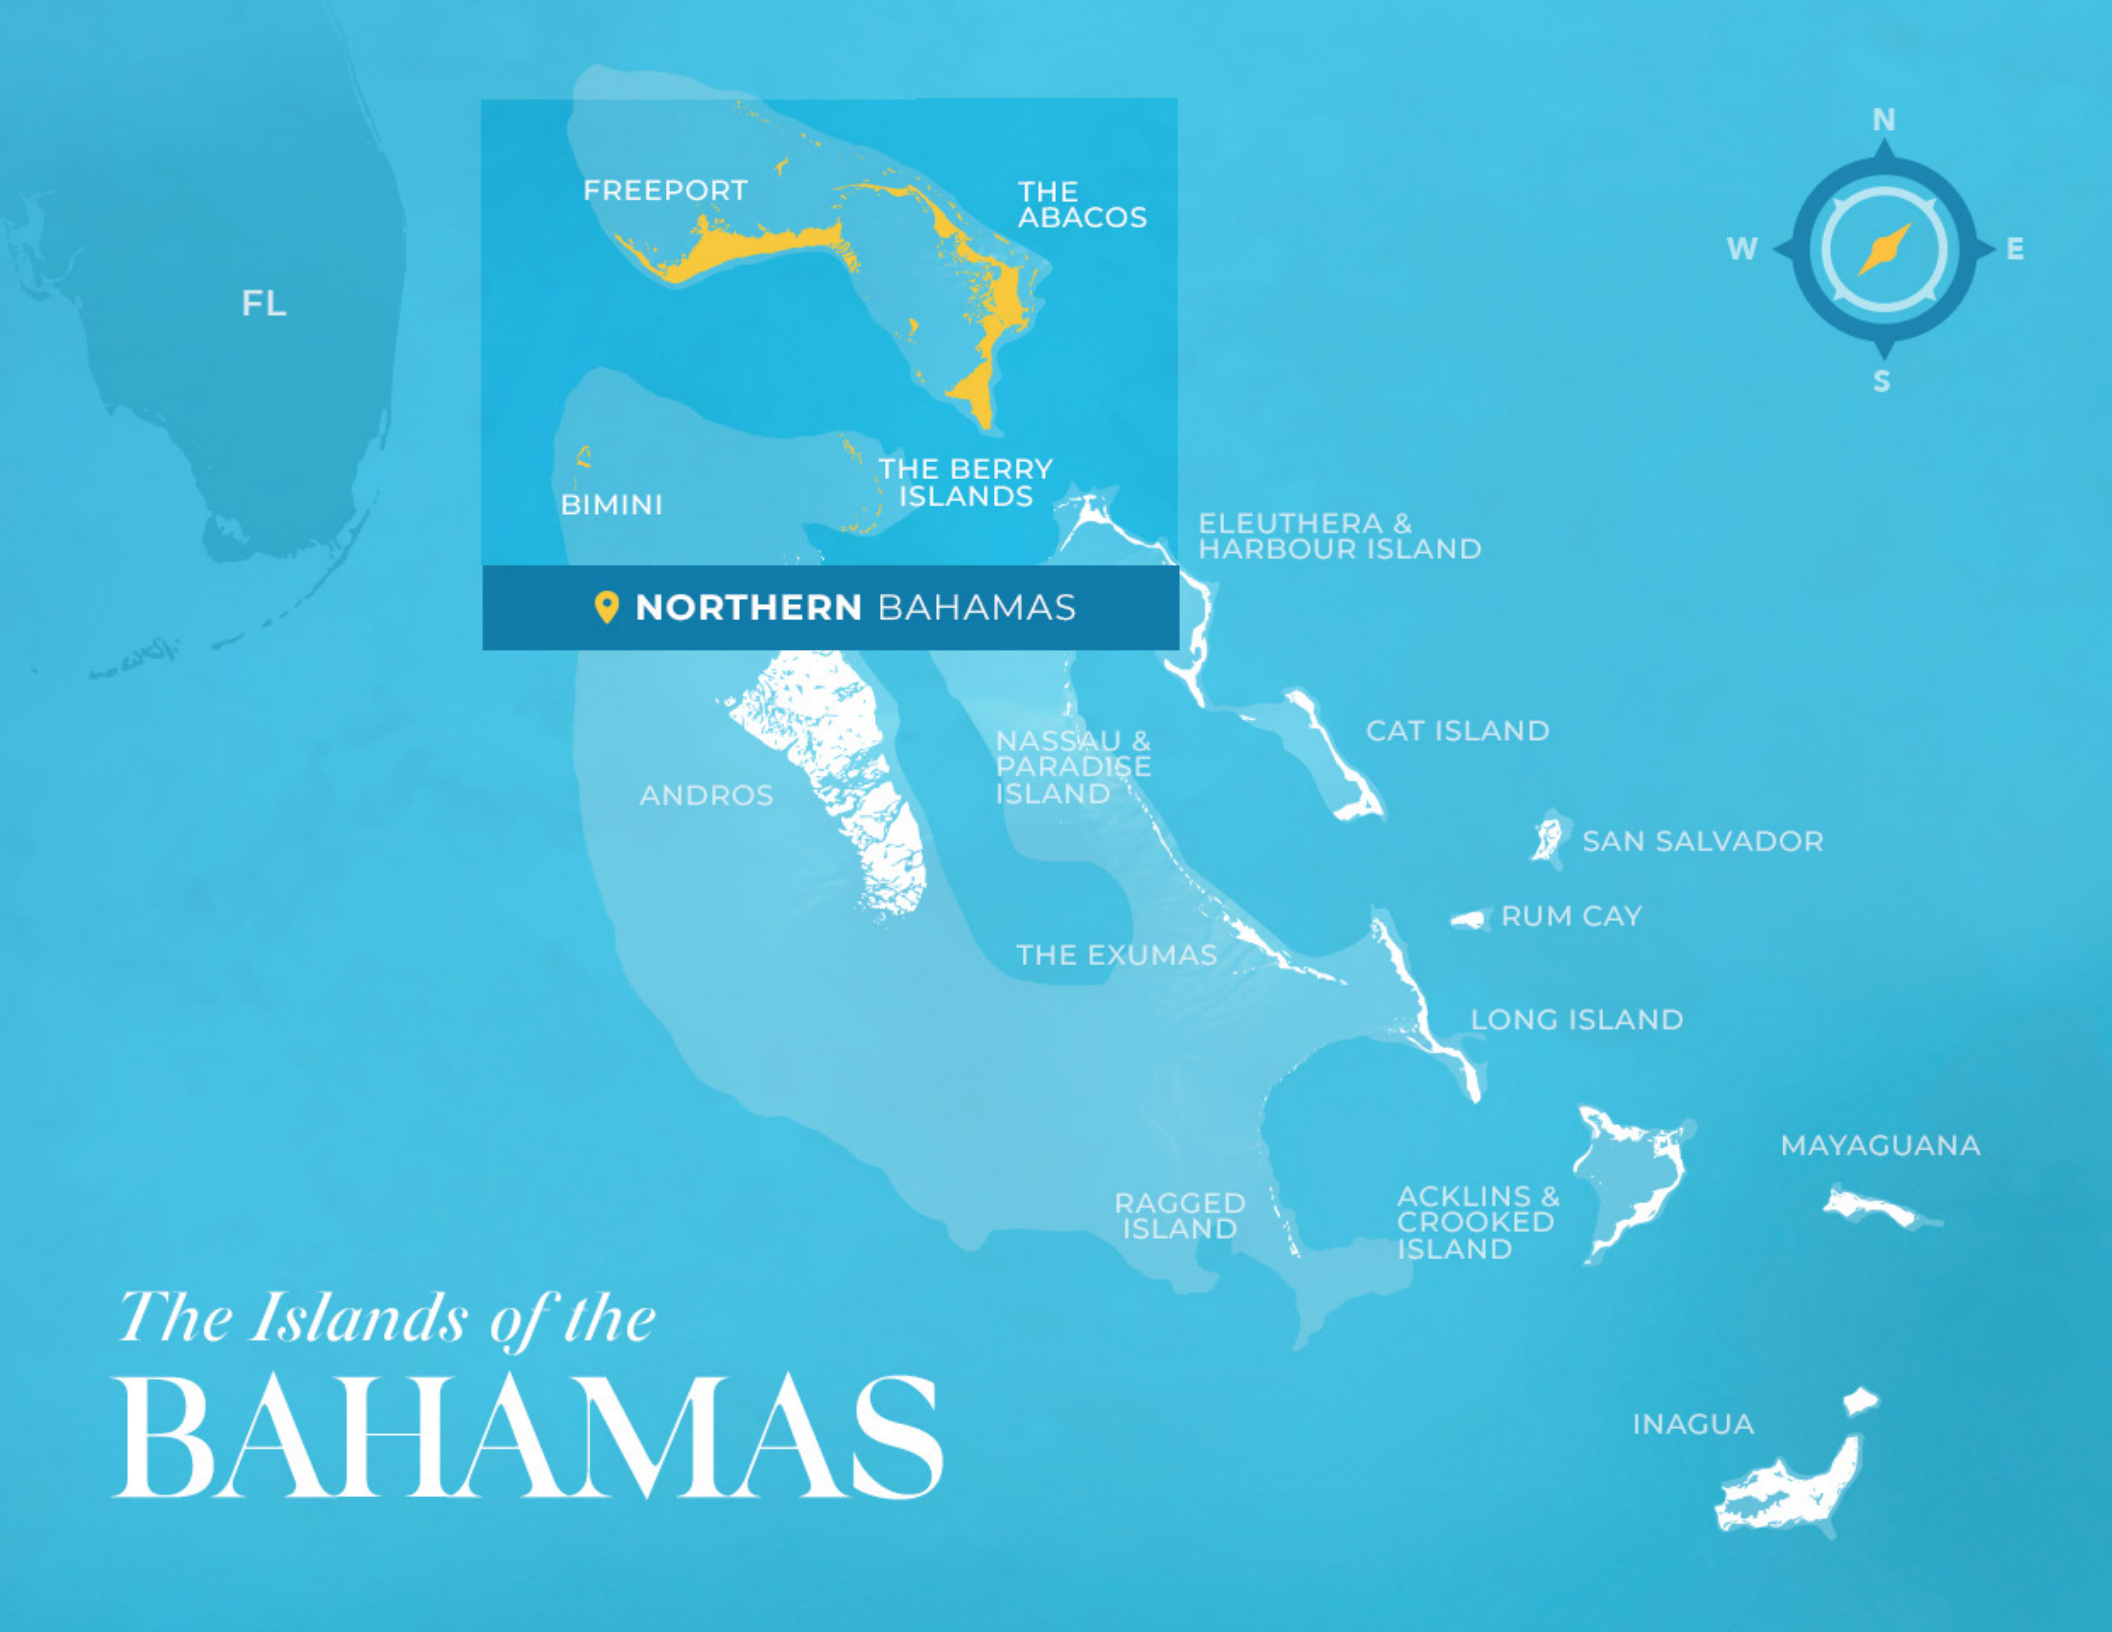 N
W
E
S
FL
FREEPORT
THE
ABACOS
BIMINI
THE BERRY
ISLANDS
NORTHERN BAHAMAS
ELEUTHERA &
HARBOUR ISLAND
CAT ISLAND
NASSAU &
PARADISE
ISLAND
ANDROS
SAN SALVADOR
RUM CAY
THE EXUMAS
LONG ISLAND
MAYAGUANA
RAGGED
ISLAND
ACKLINS &
CROOKED
ISLAND
INAGUA
The Islands of the
BAHAMAS